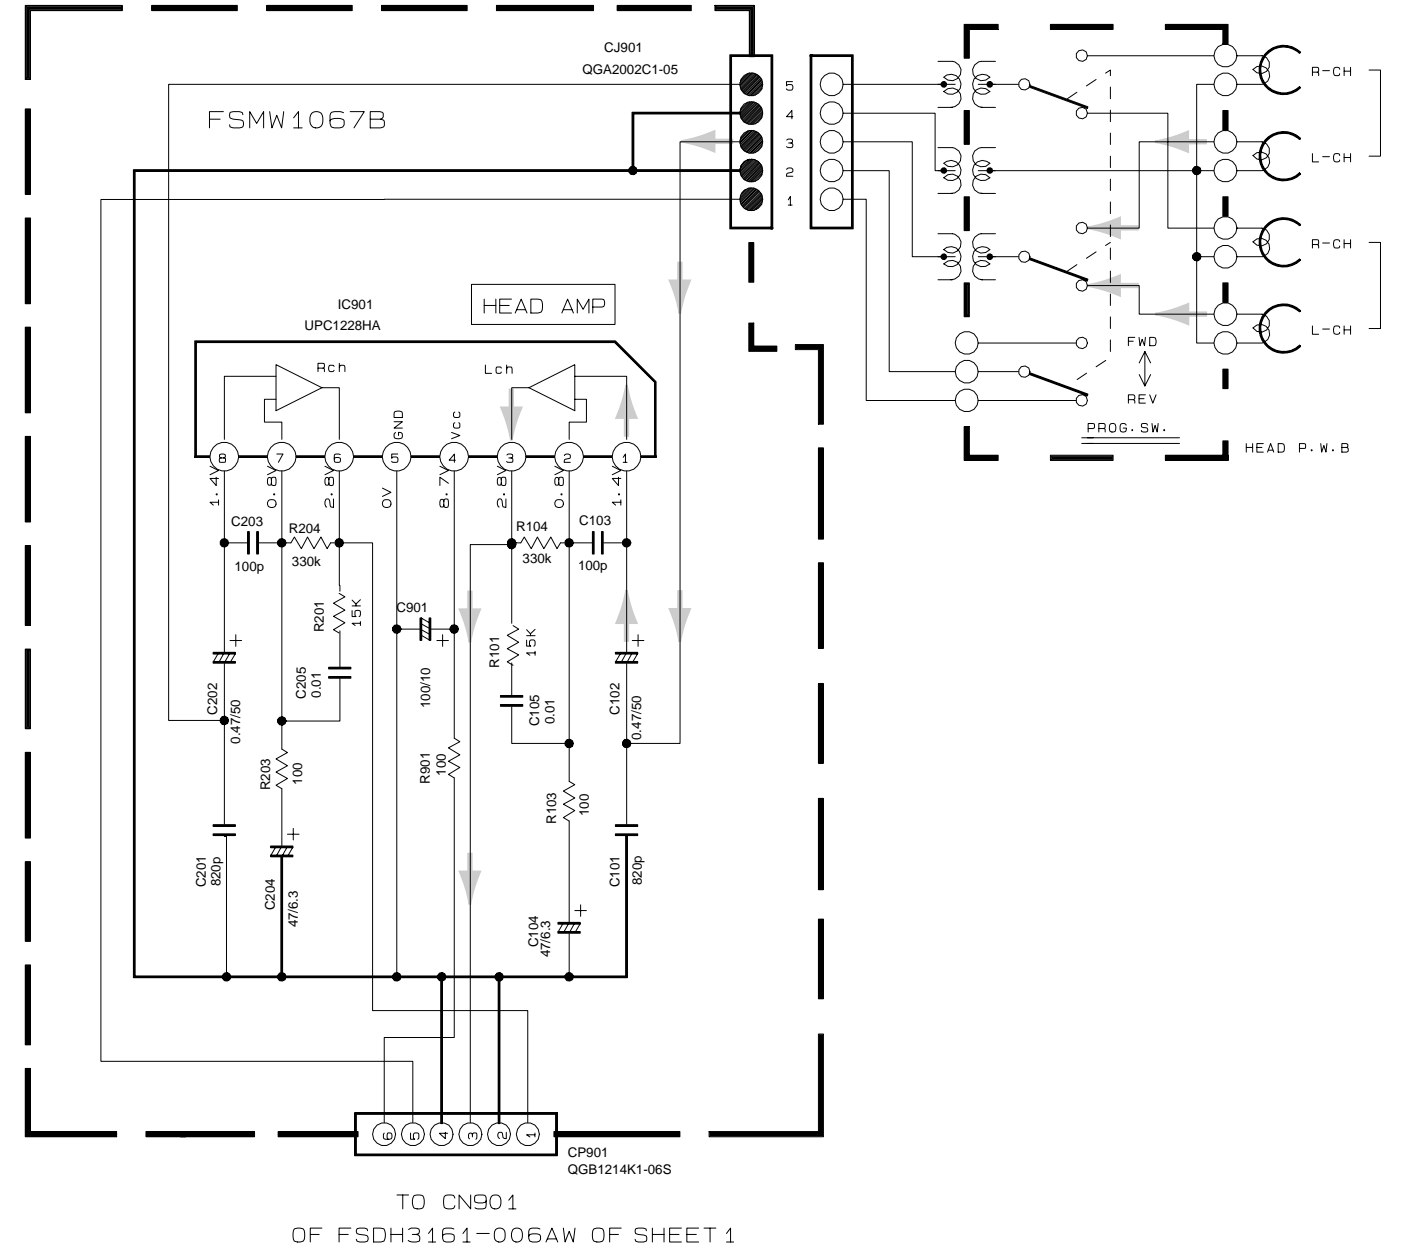 CJ901
QGA2002C1-05
FSMW1067B
5
4
3
2
1
R-CH
L-CH
R-CH
L-CH
FWD
REV
PROG.SW.
HEAD P.W.B
HEAD AMP
IC901
UPC1228HA
Rch
Lch
GND
Vcc
8
7
6
5
4
3
2
1
1.4V
0.8V
2.8V
0V
8.7V
2.8V
0.8V
1.4V
C203
100p
R204
330k
R104
330k
C103
100p
R201
15K
C901
100/10
R101
15K
C205
0.01
C105
0.01
+
C202
0.47/50
+
+
C102
0.47/50
R203
100
R901
100
R103
100
C201
820p
+
C204
47/6.3
+
C104
47/6.3
C101
820p
6
5
4
3
2
1
CP901
QGB1214K1-06S
TO CN901
OF FSDH3161-006AW OF SHEET1